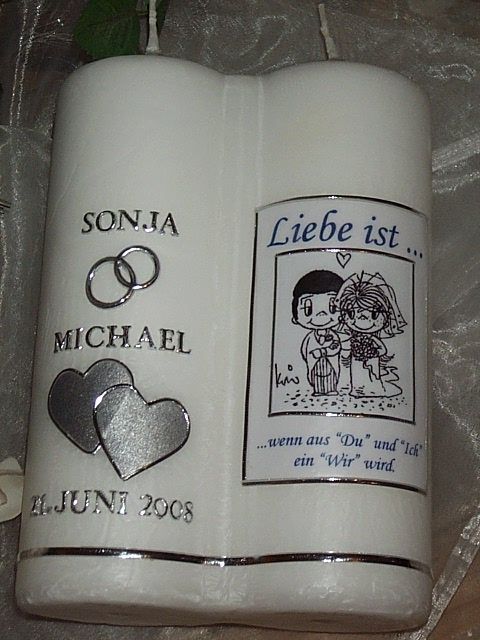 SONJA
MICHAEL
21. JUNI 2008
Liebe ist ...
...wenn aus "Du" und "Ich"
ein "Wir" wird.